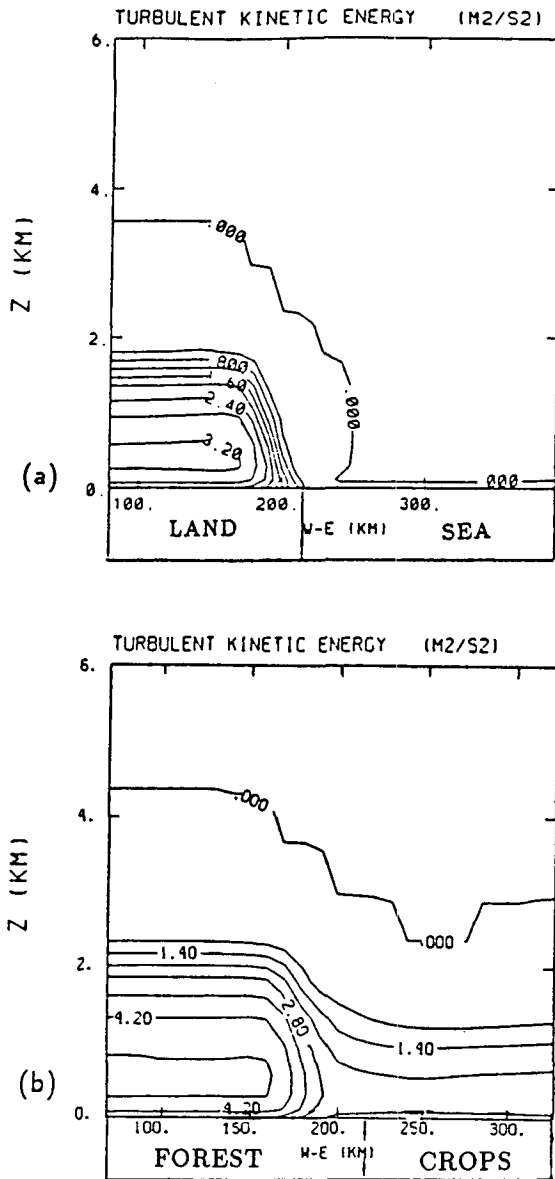 TURBULENT KINETIC ENERGY (M2/S2)
6.
4.
2.
0.
Z (KM)
.000
.800
.60
2.40
3.20
.000
.000
(a)
100. 200. 300.
LAND W-E (KM) SEA
TURBULENT KINETIC ENERGY (M2/S2)
6.
4.
2.
0.
Z (KM)
.000
.000
1.40
2.80
4.20
1.40
4.20
(b)
100. 150. 200. 250. 300.
FOREST W-E (KM) CROPS